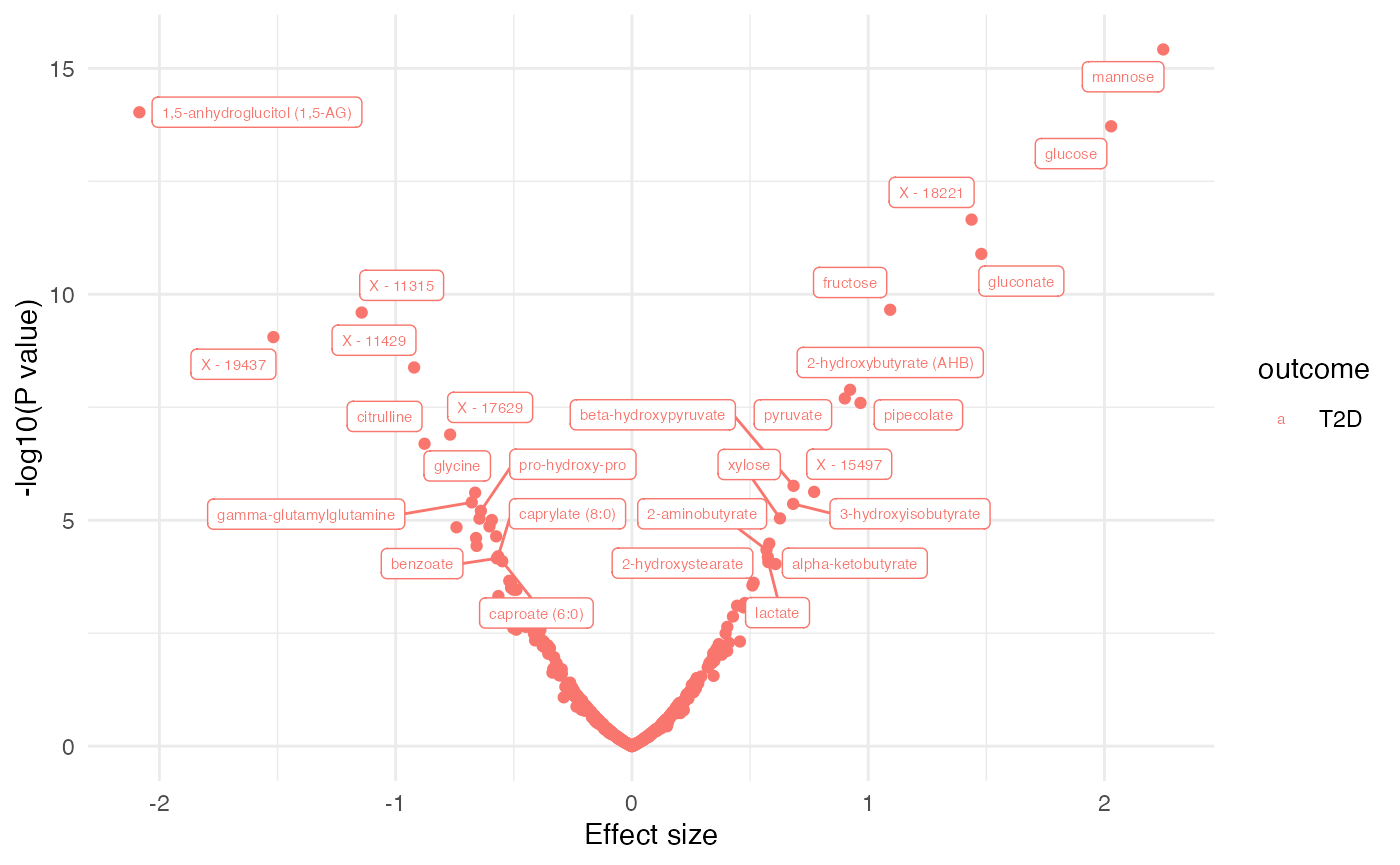 15
mannose
1,5-anhydroglucitol (1,5-AG)
glucose
X - 18221
fructose
gluconate
X - 11315
10
X - 11429
X - 19437
2-hydroxybutyrate (AHB)
outcome
a T2D
citrulline
X - 17629
beta-hydroxypyruvate
pyruvate
pipecolate
glycine
pro-hydroxy-pro
xylose
X - 15497
gamma-glutamylglutamine
caprylate (8:0)
2-aminobutyrate
3-hydroxyisobutyrate
5
benzoate
2-hydroxystearate
alpha-ketobutyrate
caproate (6:0)
lactate
0
-log10(P value)
-2
-1
0
1
2
Effect size